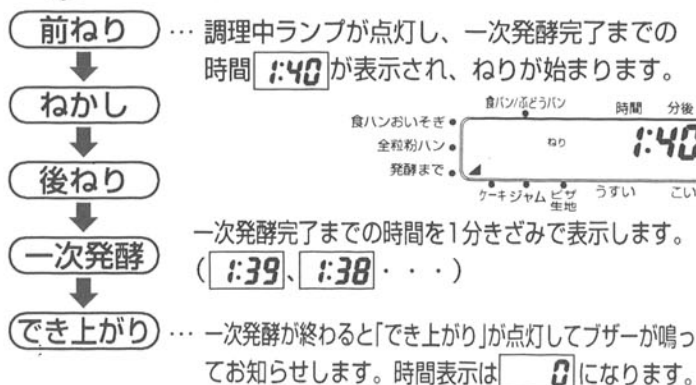 前ねり … 調理中ランプが点灯し、一次発酵完了までの
時間 1:40 が表示され、ねりが始まります。
ねかし
食パン/ぶどうパン 時間 分後
食パンおいそぎ
全粒粉パン ねり 1:40
発酵まで
ケーキ ジャム ピザ生地 うすい こい
後ねり
一次発酵完了までの時間を1分きざみで表示します。
一次発酵 ( 1:39 、 1:38 ・・・)
でき上がり … 一次発酵が終わると「でき上がり」が点灯してブザーが鳴っ
てお知らせします。時間表示は 0 になります。